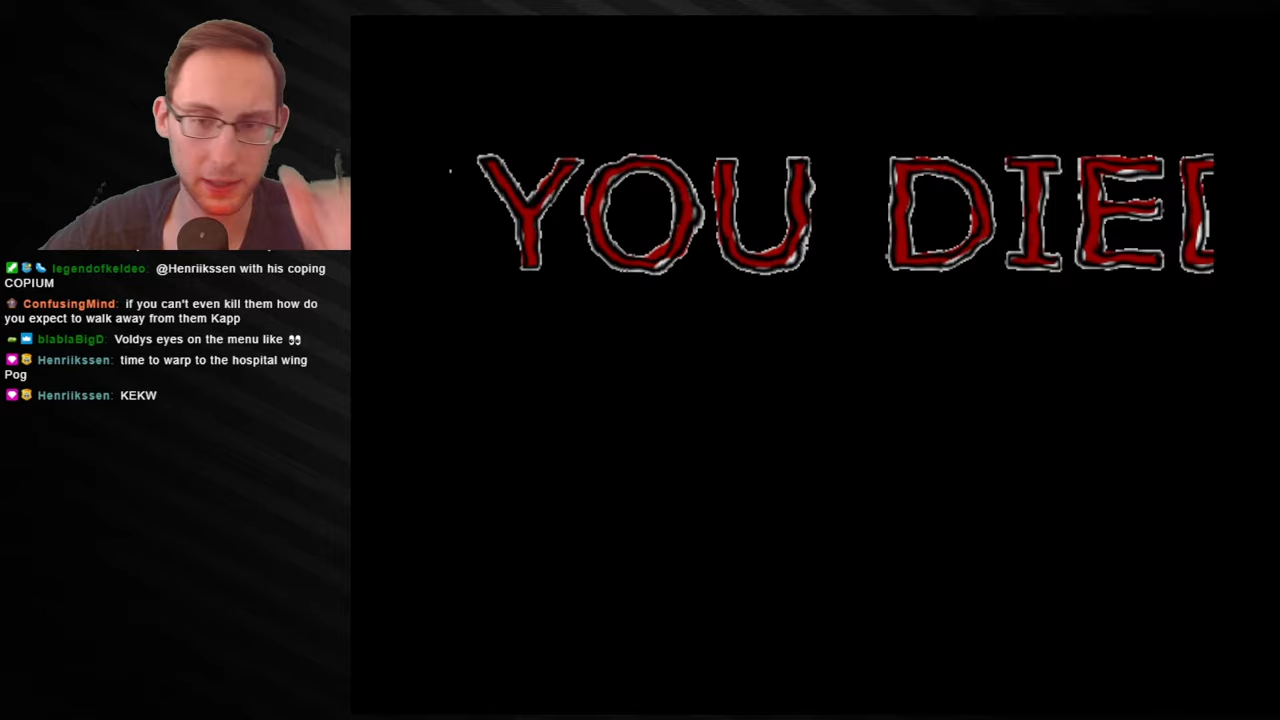 YOU DIED
legendofkeldeo: @Henriikssen with his coping
COPIUM
ConfusingMind: if you can't even kill them how do
you expect to walk away from them Kapp
blablaBigD: Voldys eyes on the menu like 👀
Henriikssen: time to warp to the hospital wing
Pog
Henriikssen: KEKW